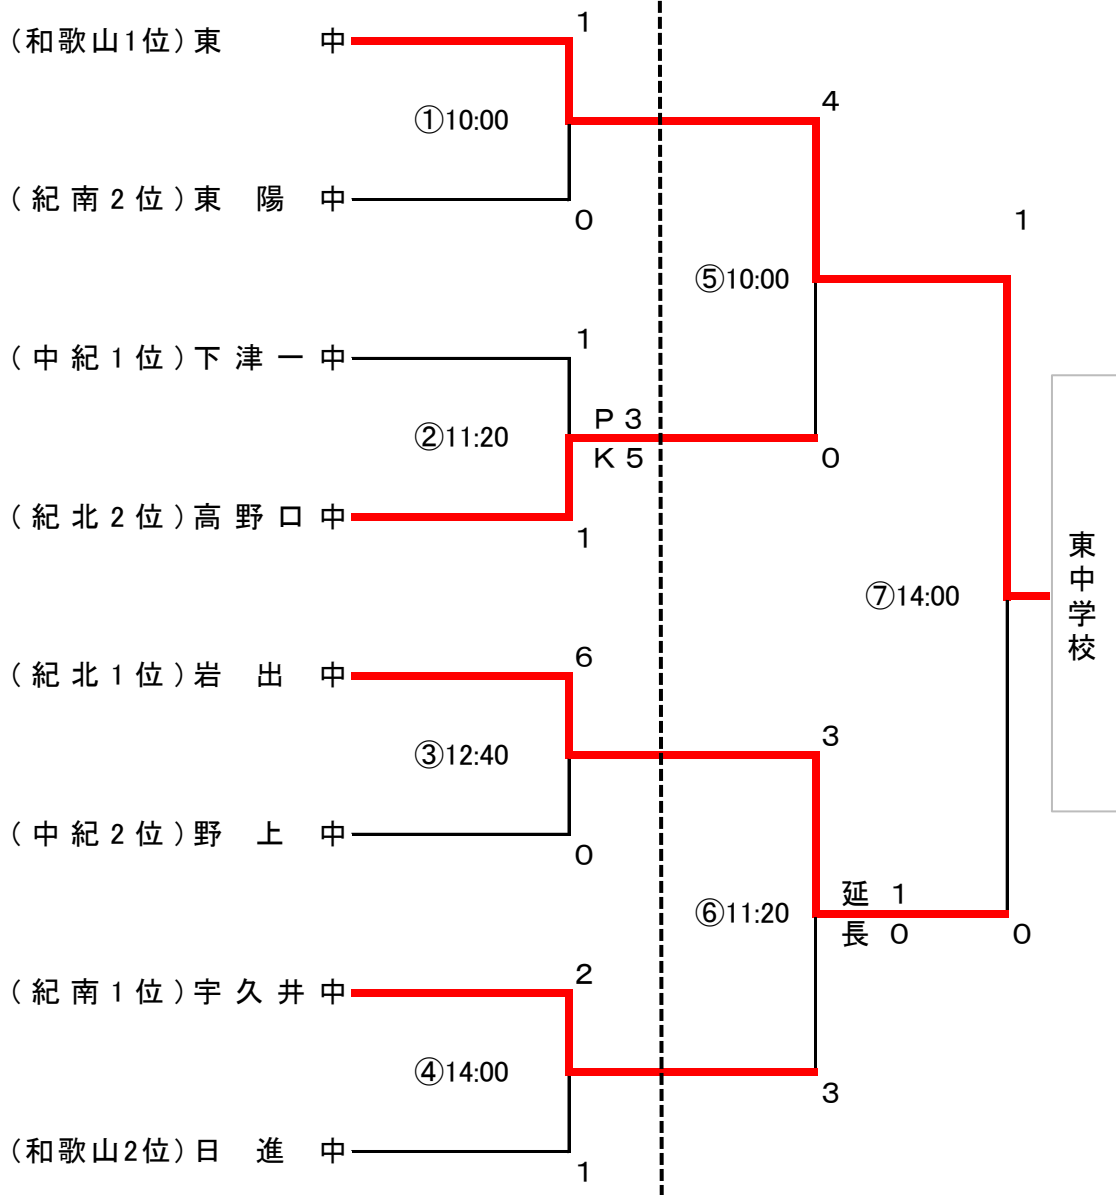 1
(和歌山1位)東 中
4
①10:00
(紀南2位)東 陽 中
0
1
⑤10:00
1
(中紀1位)下津一中
P 3
②11:20
K 5
0
(紀北2位)高野口中
1
東中学校
⑦14:00
6
(紀北1位)岩 出 中
3
③12:40
(中紀2位)野 上 中
0
延 1
⑥11:20
長 0
0
2
(紀南1位)宇久井中
④14:00
3
(和歌山2位)日 進 中
1